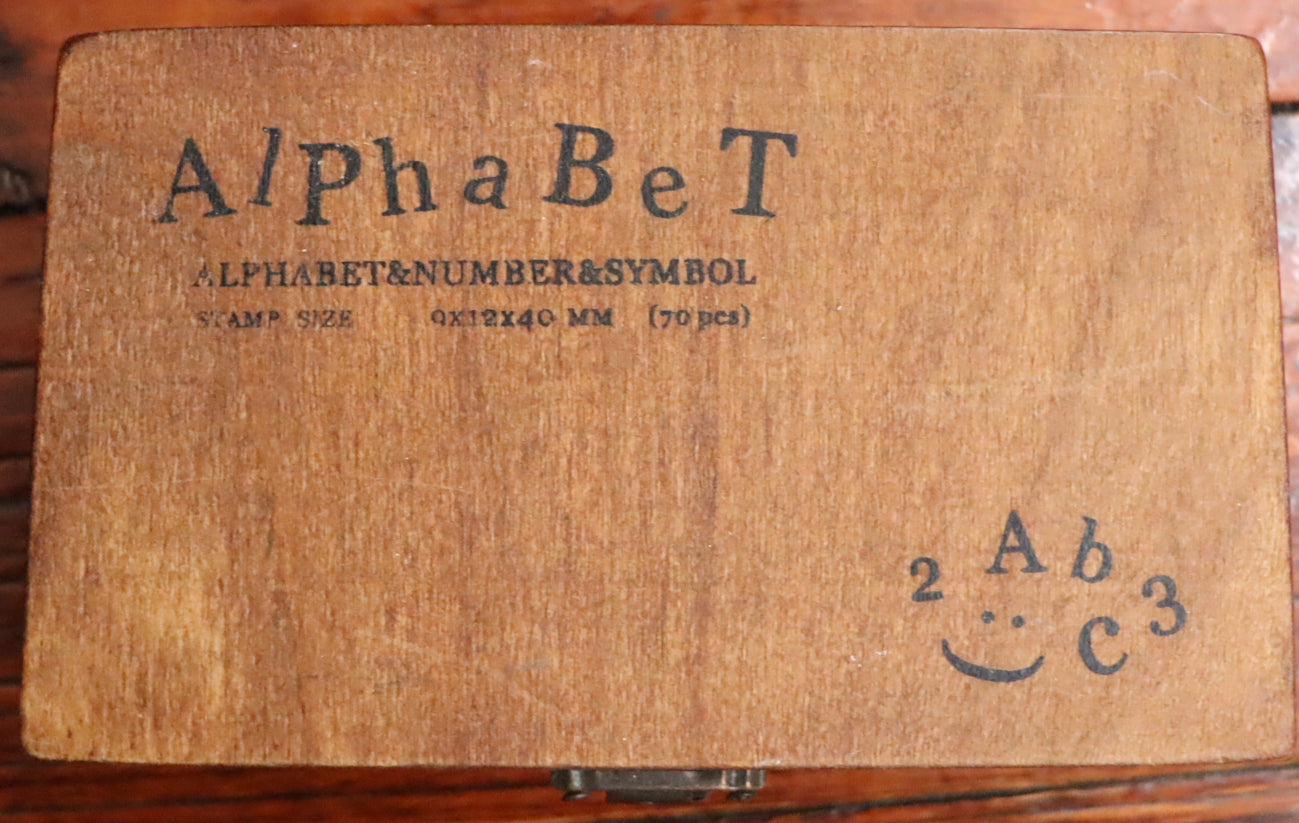 AlPhaBeT
ALPHABET&NUMBER&SYMBOL
STAMP SIZE 9X12X40 MM (70 pcs)
A b
2 3
C